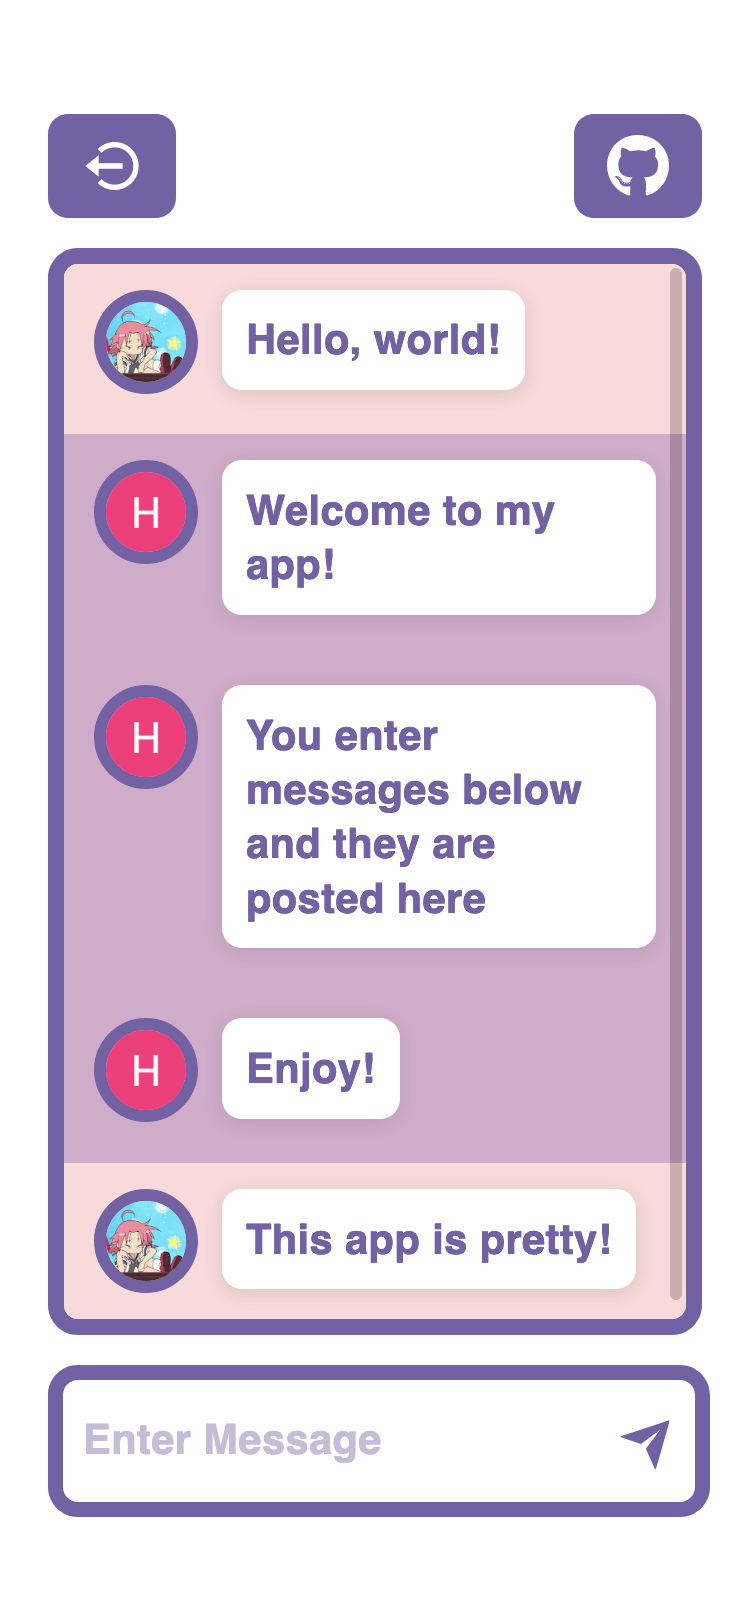 Hello, world!
H
Welcome to my
app!
H
You enter
messages below
and they are
posted here
H
Enjoy!
This app is pretty!
Enter Message